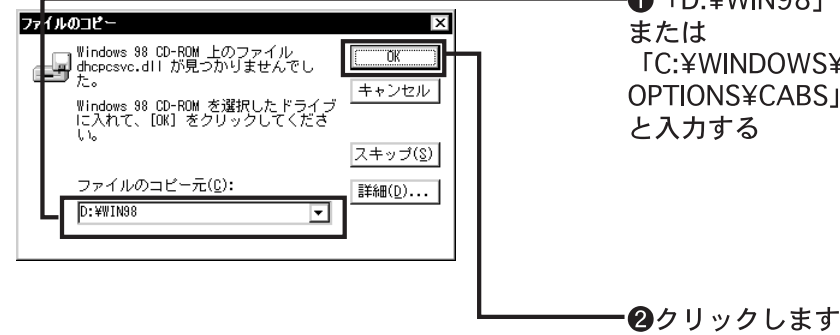 ファイルのコピー
Windows 98 CD-ROM 上のファイル
dhcpcsvc.dll が見つかりませんでし
た。
Windows 98 CD-ROM を選択したドライブ
に入れて、[OK] をクリックしてくださ
い。
OK
キャンセル
スキップ(S)
詳細(D)...
ファイルのコピー元(C):
D:¥WIN98
❶「D:¥WIN98」
または
「C:¥WINDOWS¥
OPTIONS¥CABS」
と入力する
❷クリックします